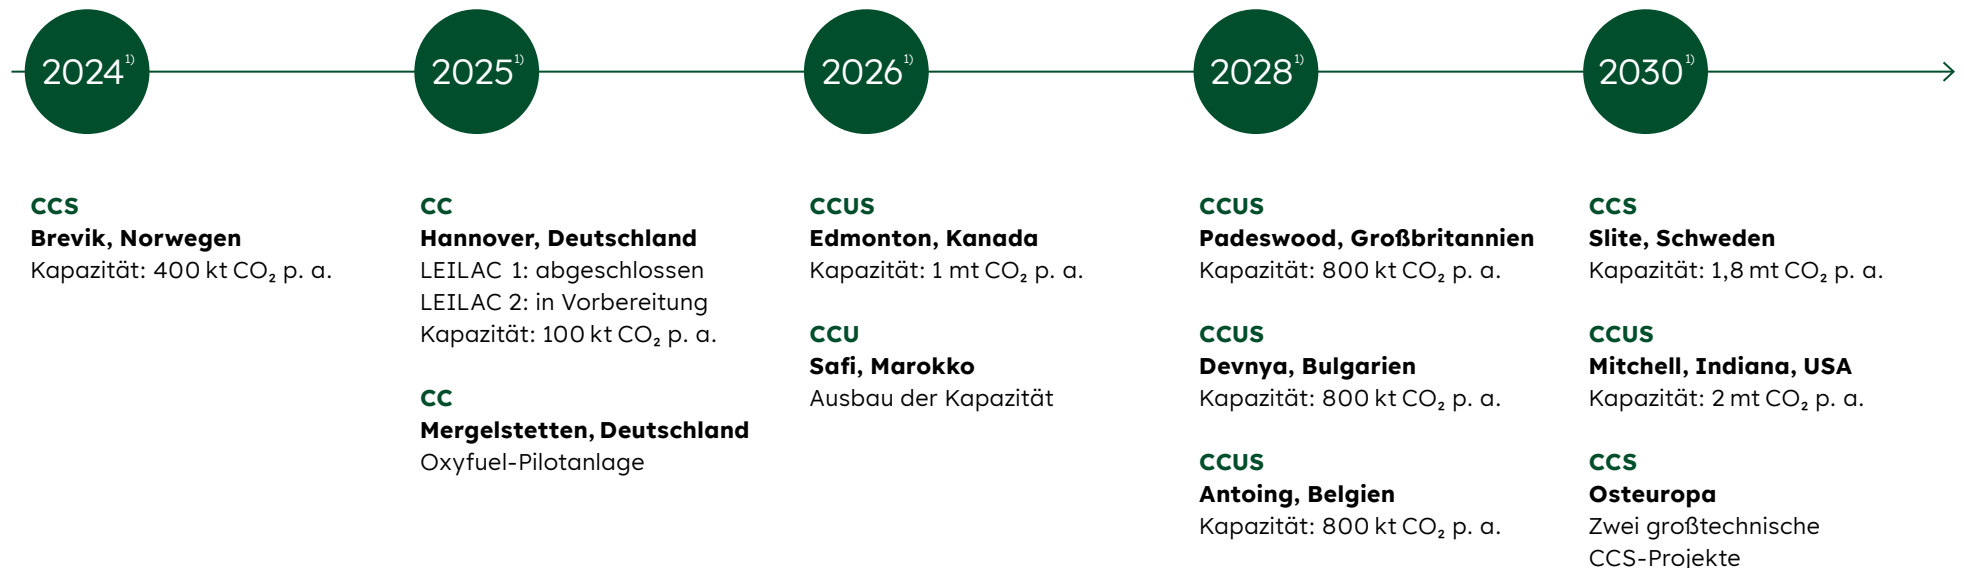 2024¹⁾
2025¹⁾
2026¹⁾
2028¹⁾
2030¹⁾
CCS
Brevik, Norwegen
Kapazität: 400 kt CO₂ p. a.
CC
Hannover, Deutschland
LEILAC 1: abgeschlossen
LEILAC 2: in Vorbereitung
Kapazität: 100 kt CO₂ p. a.
CC
Mergelstetten, Deutschland
Oxyfuel-Pilotanlage
CCUS
Edmonton, Kanada
Kapazität: 1 mt CO₂ p. a.
CCU
Safi, Marokko
Ausbau der Kapazität
CCUS
Padeswood, Großbritannien
Kapazität: 800 kt CO₂ p. a.
CCUS
Devnya, Bulgarien
Kapazität: 800 kt CO₂ p. a.
CCUS
Antoing, Belgien
Kapazität: 800 kt CO₂ p. a.
CCS
Slite, Schweden
Kapazität: 1,8 mt CO₂ p. a.
CCUS
Mitchell, Indiana, USA
Kapazität: 2 mt CO₂ p. a.
CCS
Osteuropa
Zwei großtechnische
CCS-Projekte